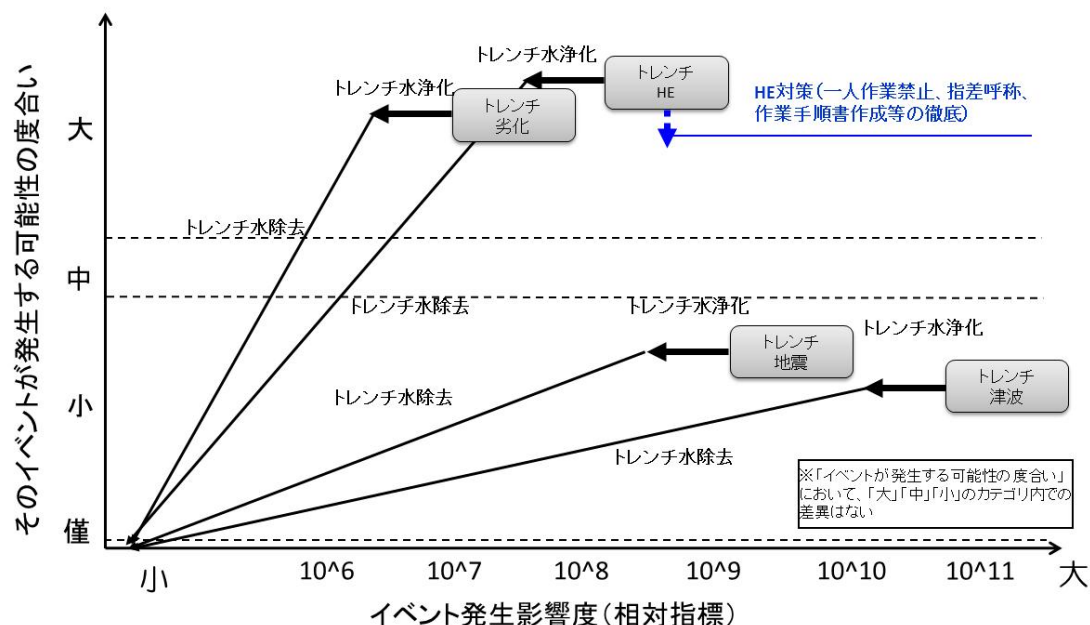 そのイベントが発生する可能性の度合い
大
中
小
僅
トレンチ水浄化
トレンチ
HE
トレンチ水浄化
トレンチ
劣化
HE対策(一人作業禁止、指差呼称、
作業手順書作成等の徹底)
トレンチ水除去
トレンチ水除去
トレンチ水浄化
トレンチ
地震
トレンチ水浄化
トレンチ
津波
トレンチ水除去
トレンチ水除去
※「イベントが発生する可能性の度合い」
において、「大」「中」「小」のカテゴリ内での
差異はない
小
10^6
10^7
10^8
10^9
10^10
10^11
大
イベント発生影響度(相対指標)